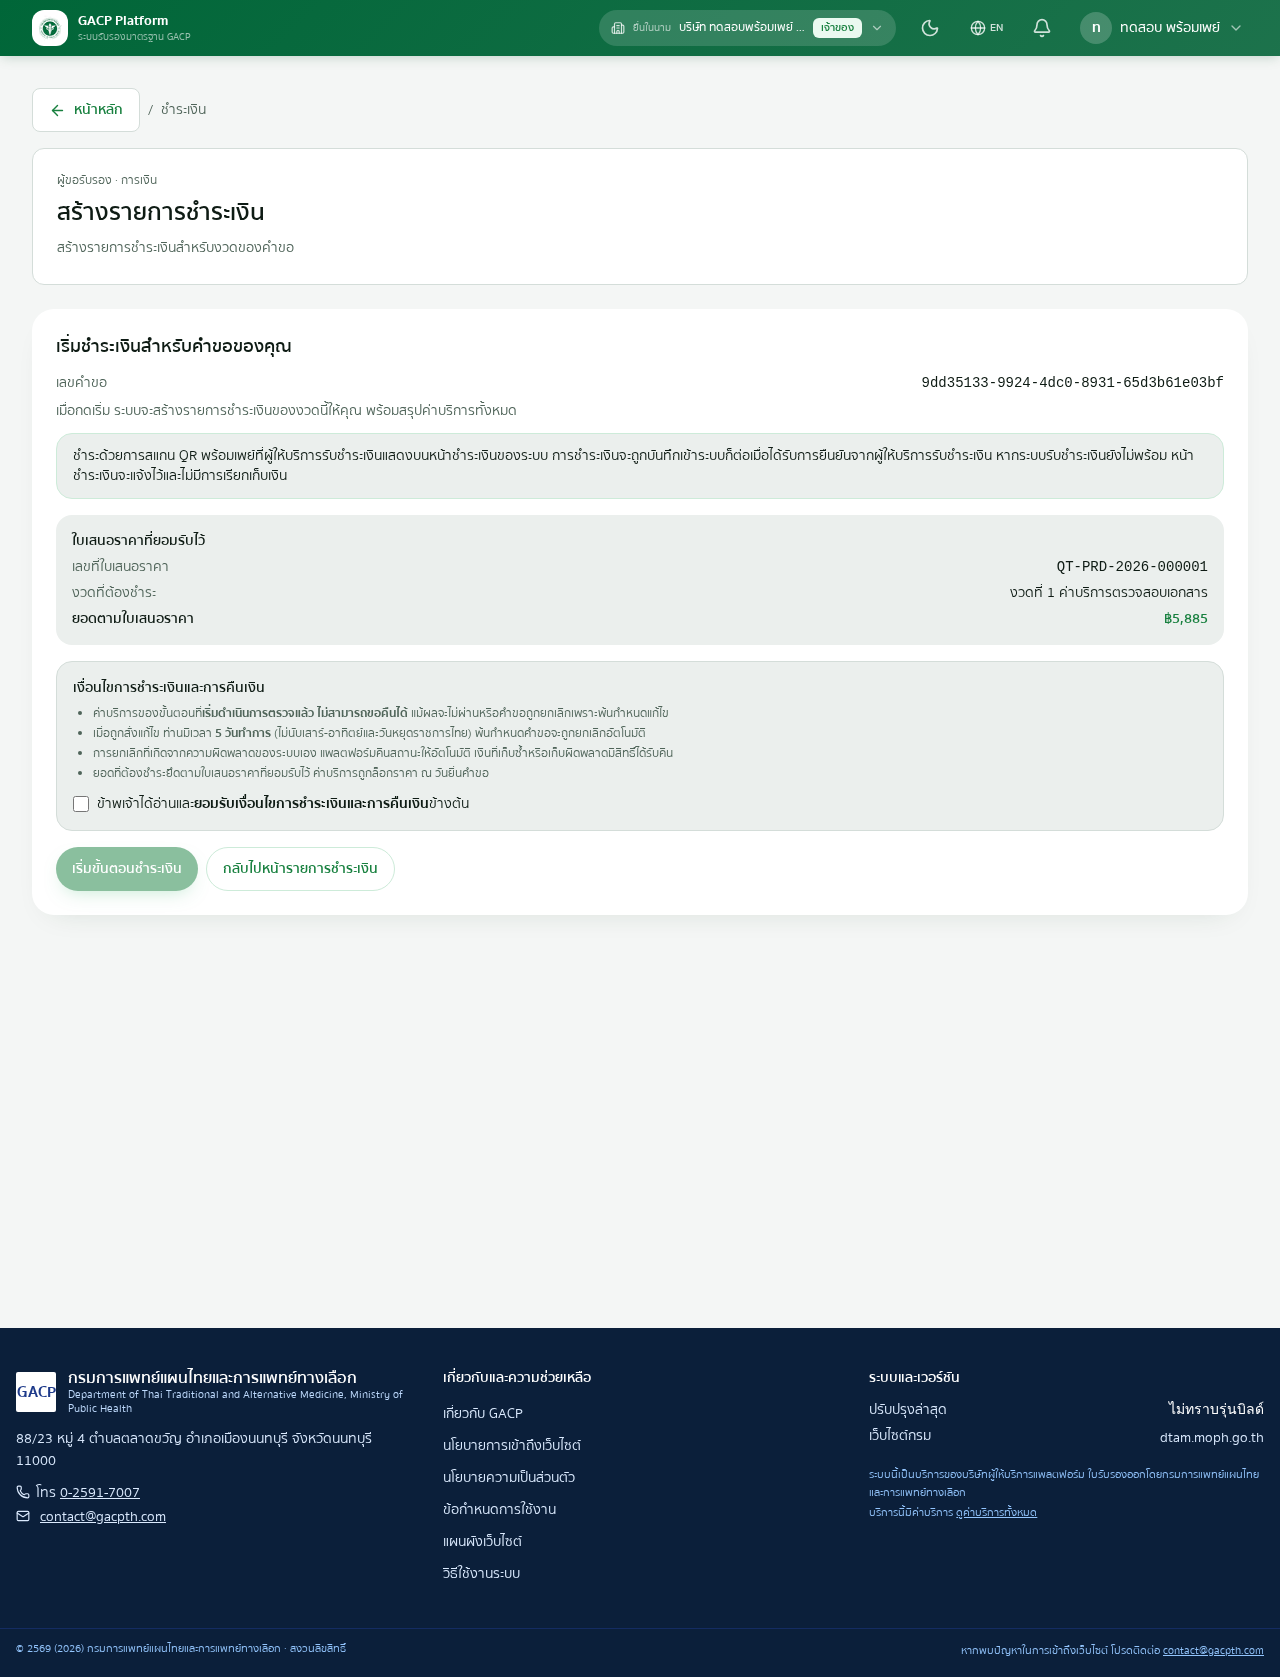 GACP Platform
ระบบรับรองมาตรฐาน GACP
ยื่นในนาม บริษัท ทดสอบพร้อมเพย์ ... เจ้าของ
EN
ท ทดสอบ พร้อมเพย์
หน้าหลัก / ชำระเงิน
ผู้ขอรับรอง · การเงิน
สร้างรายการชำระเงิน
สร้างรายการชำระเงินสำหรับงวดของคำขอ
เริ่มชำระเงินสำหรับคำขอของคุณ
เลขคำขอ 9dd35133-9924-4dc0-8931-65d3b61e03bf
เมื่อกดเริ่ม ระบบจะสร้างรายการชำระเงินของงวดนี้ให้คุณ พร้อมสรุปค่าบริการทั้งหมด
ชำระด้วยการสแกน QR พร้อมเพย์ที่ผู้ให้บริการรับชำระเงินแสดงบนหน้าชำระเงินของระบบ การชำระเงินจะถูกบันทึกเข้าระบบก็ต่อเมื่อได้รับการยืนยันจากผู้ให้บริการรับชำระเงิน หากระบบรับชำระเงินยังไม่พร้อม หน้า
ชำระเงินจะแจ้งไว้และไม่มีการเรียกเก็บเงิน
ใบเสนอราคาที่ยอมรับไว้
เลขที่ใบเสนอราคา QT-PRD-2026-000001
งวดที่ต้องชำระ งวดที่ 1 ค่าบริการตรวจสอบเอกสาร
ยอดตามใบเสนอราคา ฿5,885
เงื่อนไขการชำระเงินและการคืนเงิน
• ค่าบริการของขั้นตอนที่เริ่มดำเนินการตรวจแล้ว ไม่สามารถขอคืนได้ แม้ผลจะไม่ผ่านหรือคำขอถูกยกเลิกเพราะพ้นกำหนดแก้ไข
• เมื่อถูกสั่งแก้ไข ท่านมีเวลา 5 วันทำการ (ไม่นับเสาร์-อาทิตย์และวันหยุดราชการไทย) พ้นกำหนดคำขอจะถูกยกเลิกอัตโนมัติ
• การยกเลิกที่เกิดจากความผิดพลาดของระบบเอง แพลตฟอร์มคืนสถานะให้อัตโนมัติ เงินที่เก็บซ้ำหรือเก็บผิดพลาดมีสิทธิ์ได้รับคืน
• ยอดที่ต้องชำระยึดตามใบเสนอราคาที่ยอมรับไว้ ค่าบริการถูกล็อกราคา ณ วันยื่นคำขอ
ข้าพเจ้าได้อ่านและยอมรับเงื่อนไขการชำระเงินและการคืนเงินข้างต้น
เริ่มขั้นตอนชำระเงิน กลับไปหน้ารายการชำระเงิน
GACP
กรมการแพทย์แผนไทยและการแพทย์ทางเลือก
Department of Thai Traditional and Alternative Medicine, Ministry of
Public Health
88/23 หมู่ 4 ตำบลตลาดขวัญ อำเภอเมืองนนทบุรี จังหวัดนนทบุรี
11000
โทร 0-2591-7007
contact@gacpth.com
เกี่ยวกับและความช่วยเหลือ
เกี่ยวกับ GACP
นโยบายการเข้าถึงเว็บไซต์
นโยบายความเป็นส่วนตัว
ข้อกำหนดการใช้งาน
แผนผังเว็บไซต์
วิธีใช้งานระบบ
ระบบและเวอร์ชัน
ปรับปรุงล่าสุด ไม่ทราบรุ่นบิลด์
เว็บไซต์กรม dtam.moph.go.th
ระบบนี้เป็นบริการของบริษัทผู้ให้บริการแพลตฟอร์ม ใบรับรองออกโดยกรมการแพทย์แผนไทย
และการแพทย์ทางเลือก
บริการนี้มีค่าบริการ ดูค่าบริการทั้งหมด
© 2569 (2026) กรมการแพทย์แผนไทยและการแพทย์ทางเลือก · สงวนลิขสิทธิ์
หากพบปัญหาในการเข้าถึงเว็บไซต์ โปรดติดต่อ contact@gacpth.com